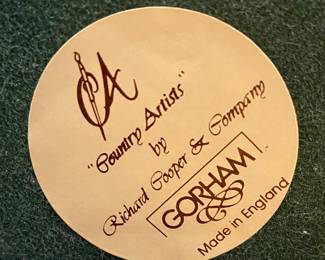 CA
"Country Artists"
by
Richard Cooper & Company
GORHAM
Made in England